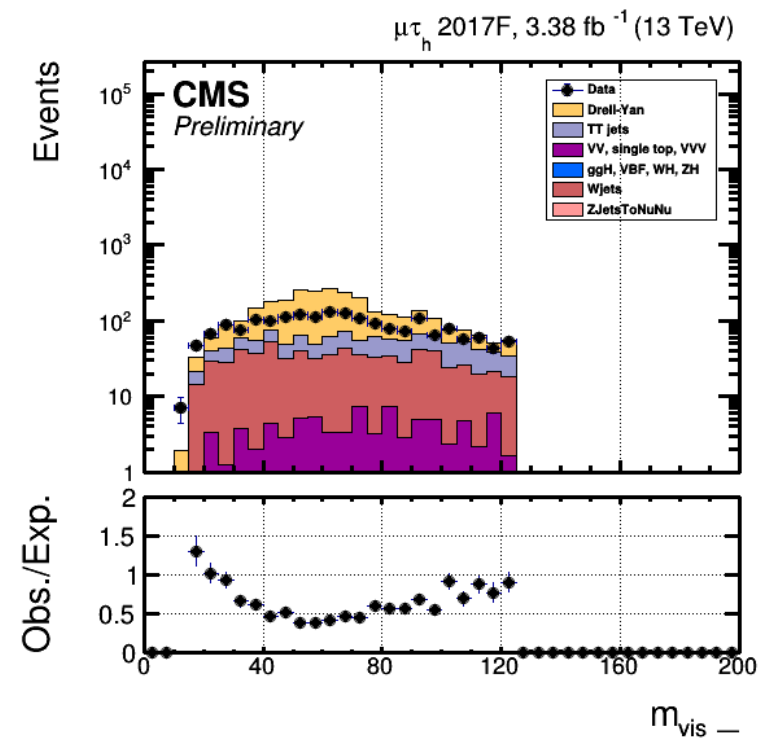 μτh 2017F, 3.38 fb -1 (13 TeV)
Events
CMS
Preliminary
Data
Drell-Yan
TT jets
VV, single top, VVV
ggH, VBF, WH, ZH
Wjets
ZJetsToNuNu
10^5
10^4
10^3
10^2
10
1
Obs./Exp.
2
1.5
1
0.5
0
0 40 80 120 160 200
m_vis _